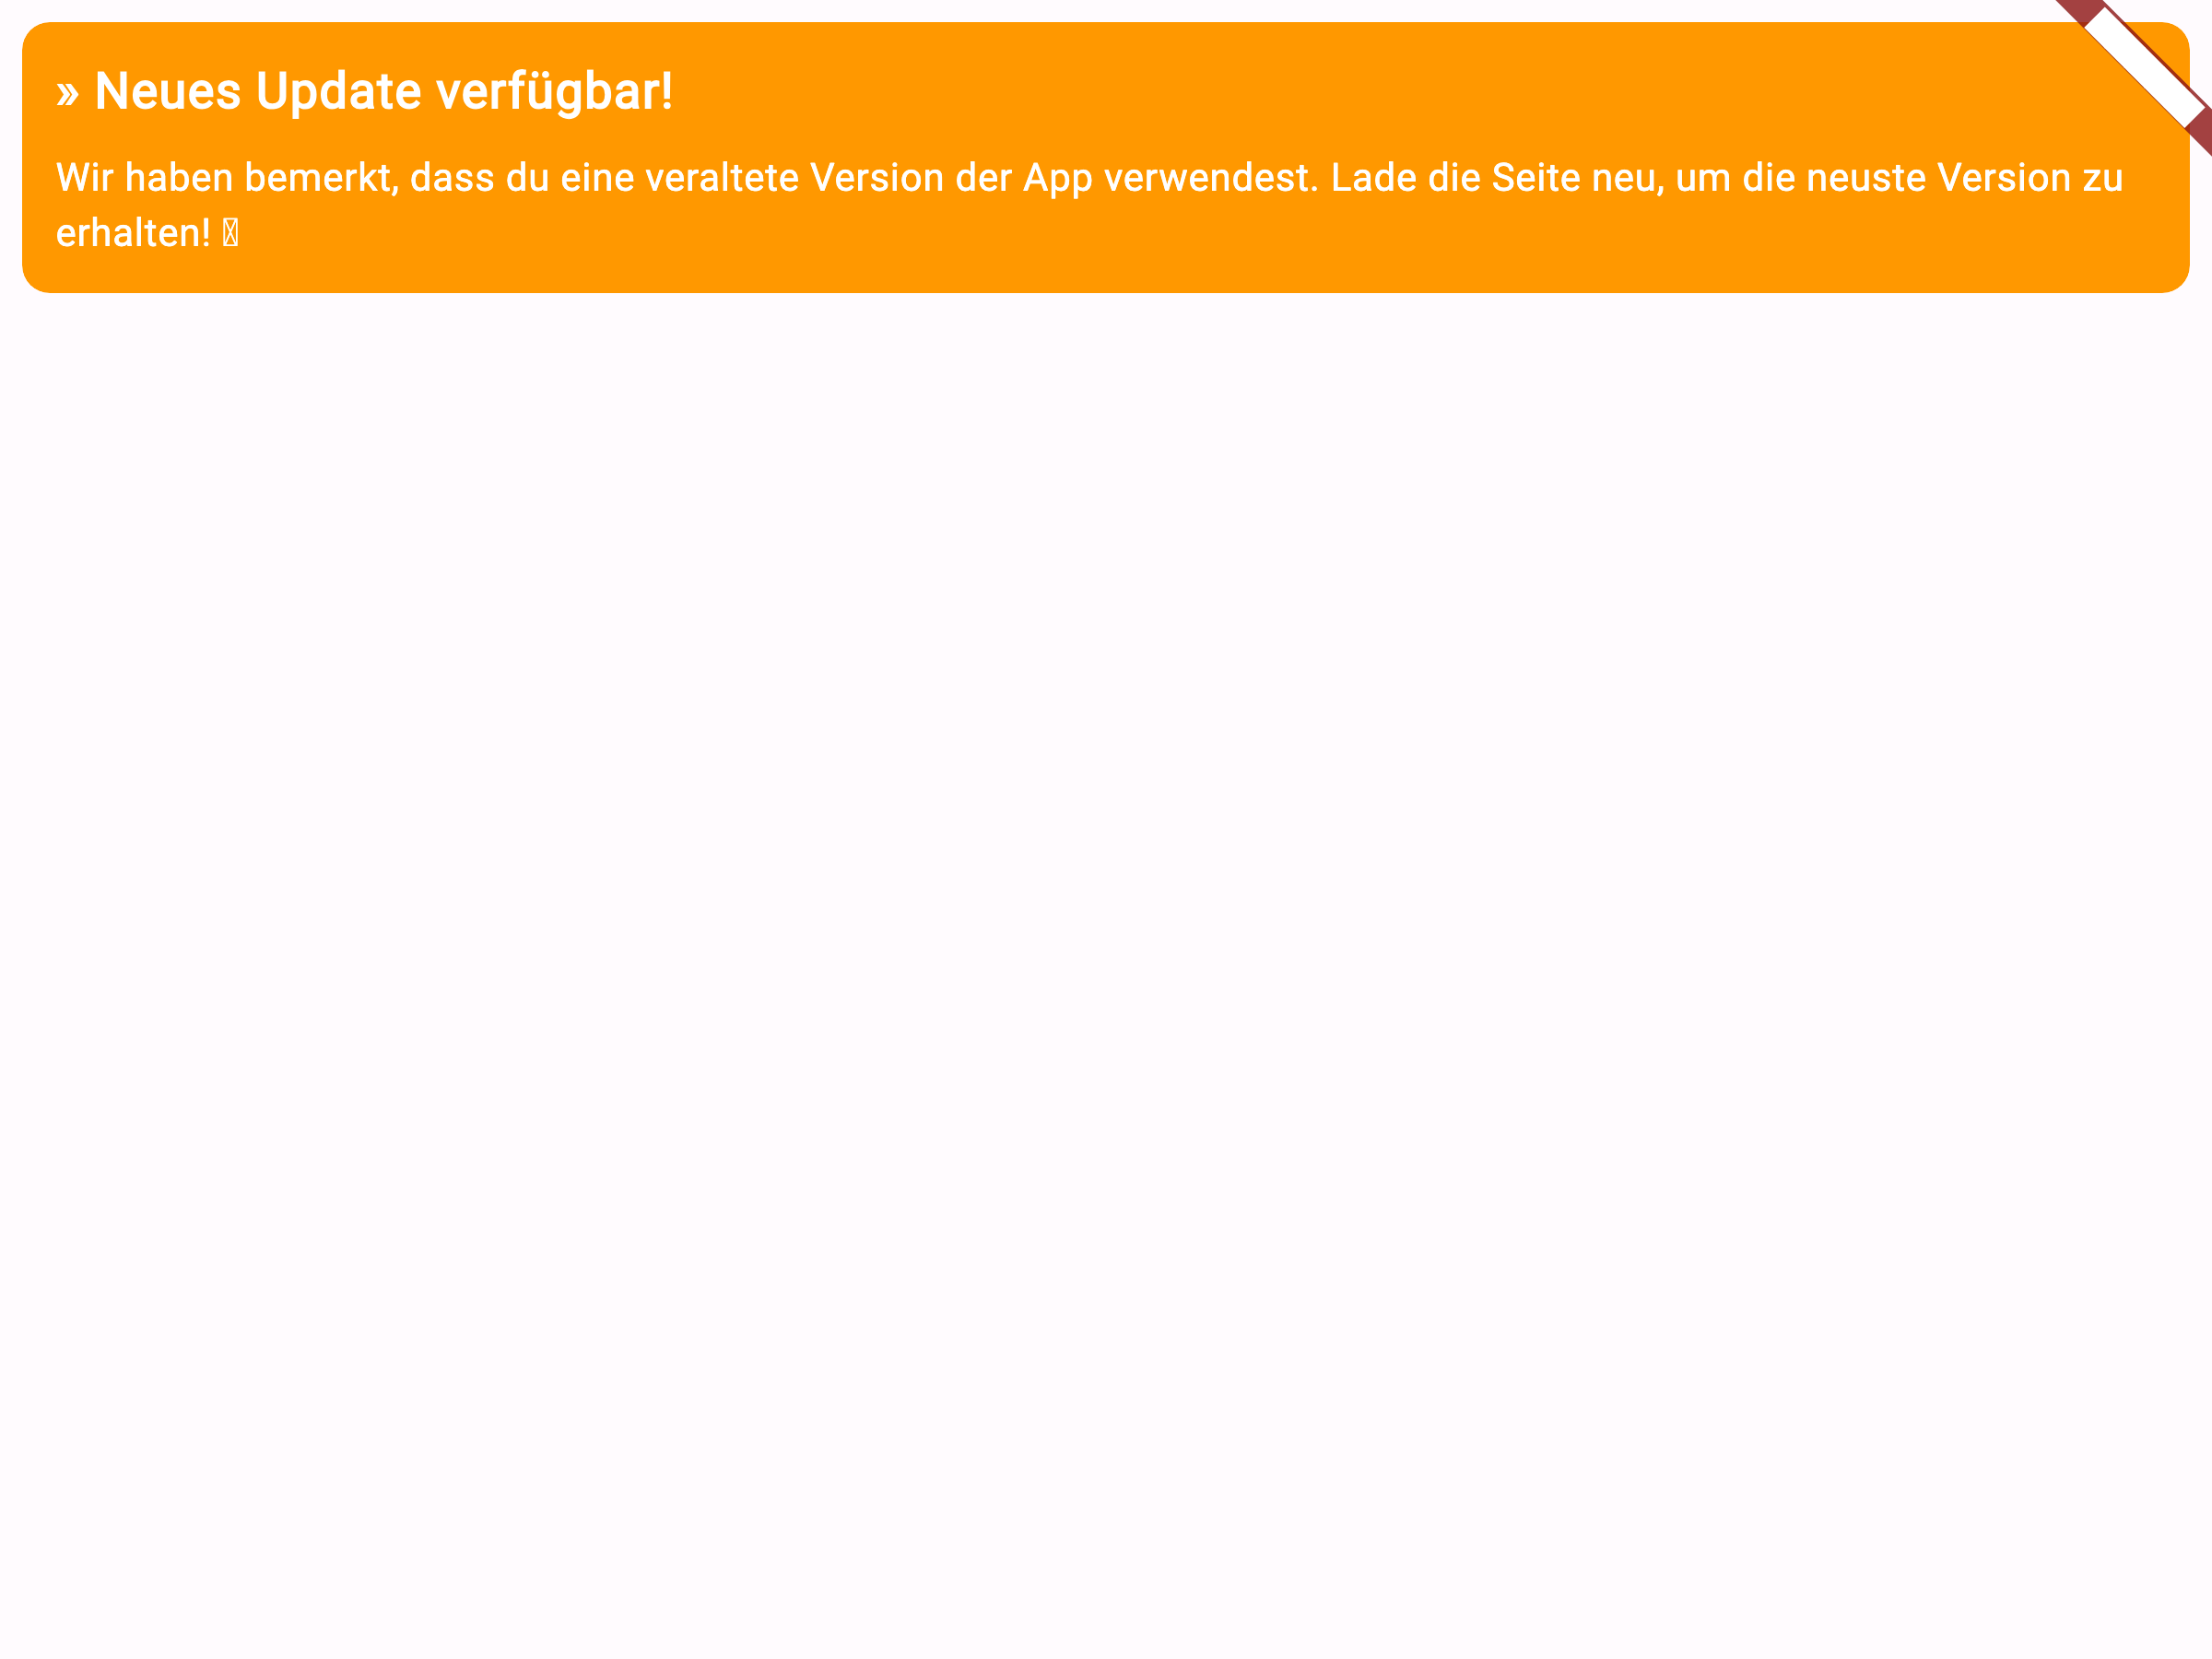 » Neues Update verfügbar!
Wir haben bemerkt, dass du eine veraltete Version der App verwendest. Lade die Seite neu, um die neuste Version zu
erhalten!